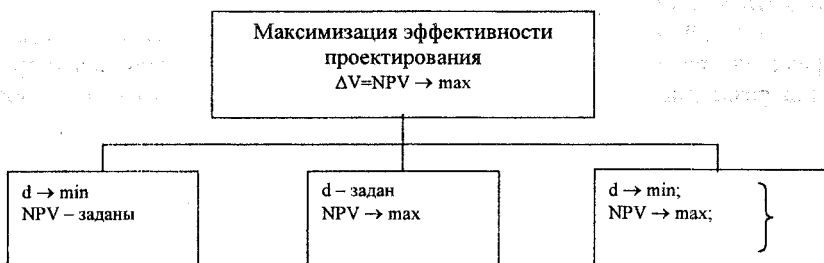 Максимизация эффективности
проектирования
ΔV=NPV → max
d → min
NPV – заданы
d – задан
NPV → max
d → min;
NPV → max;